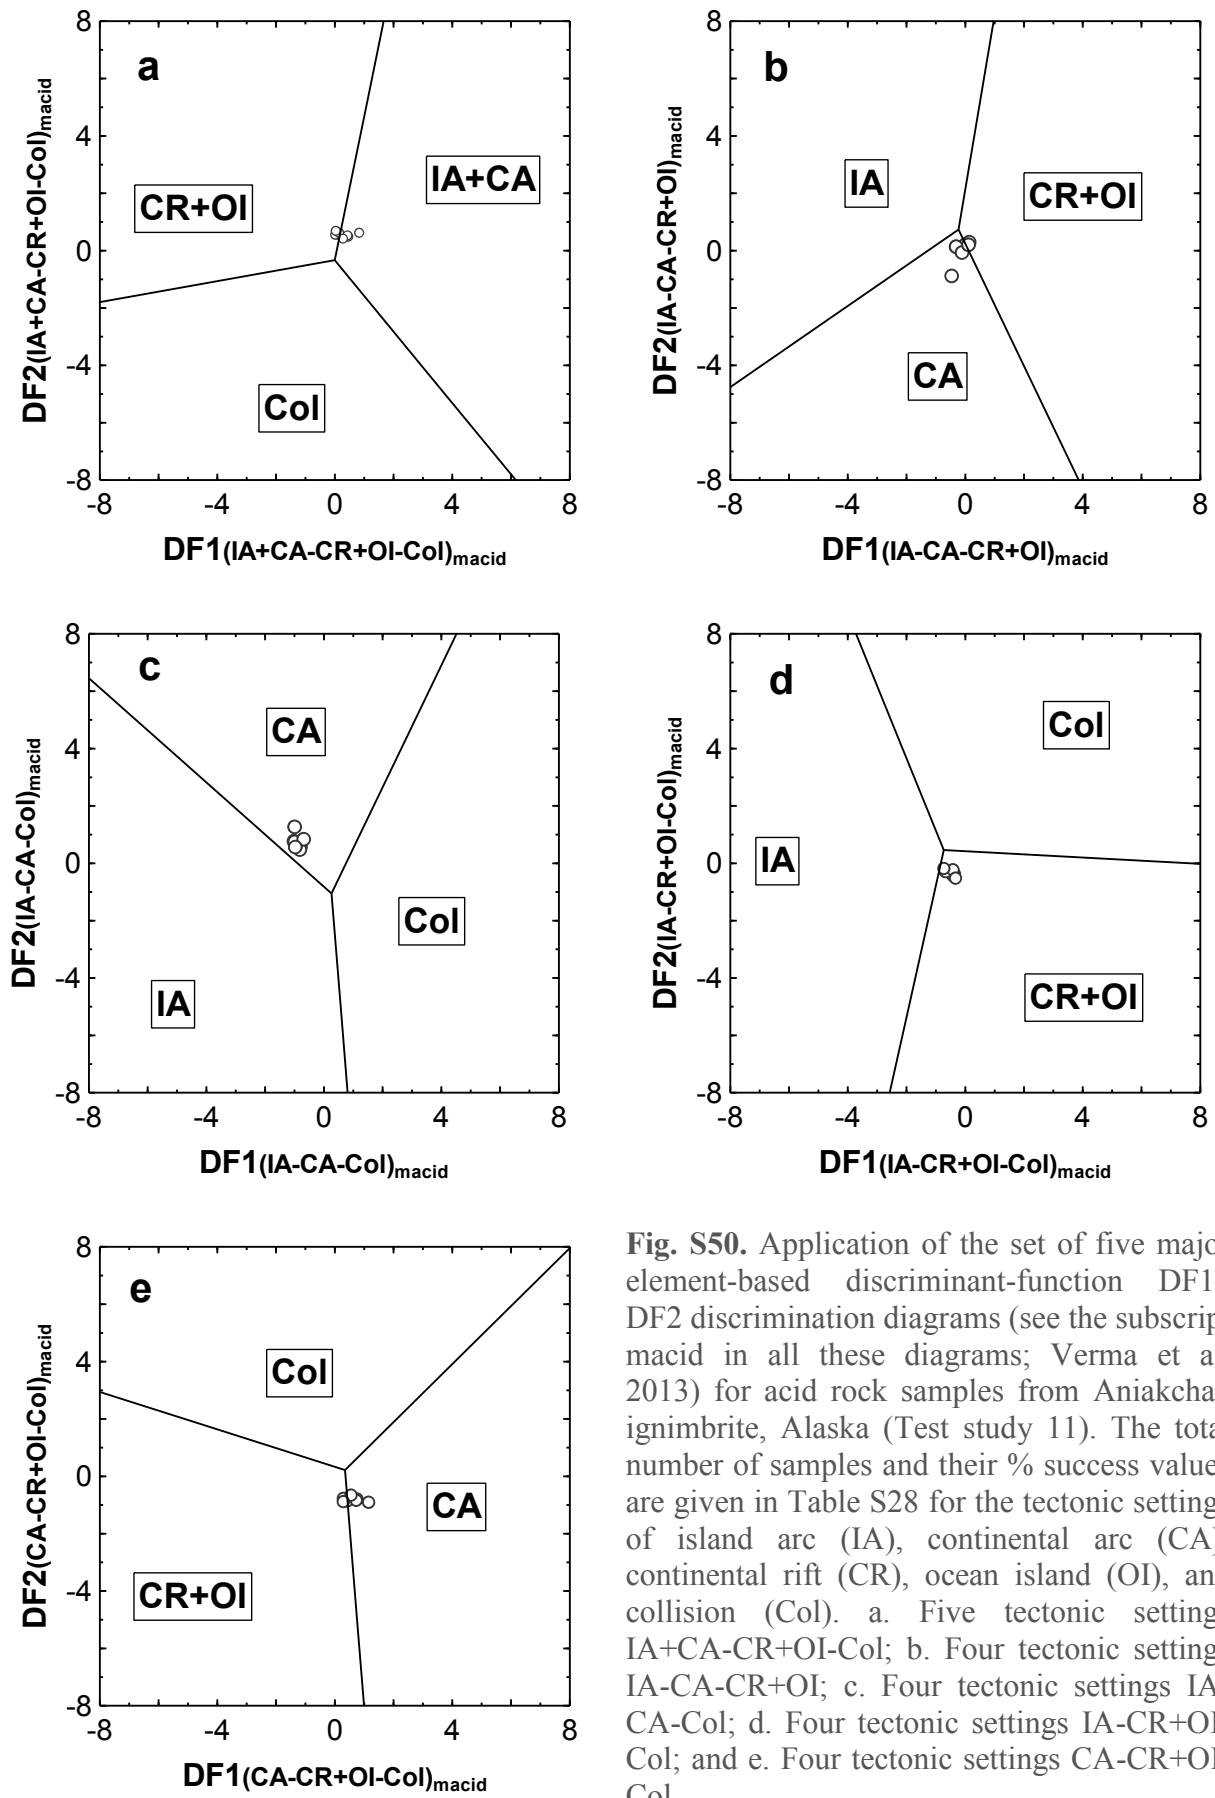 a
8
4
0
-4
-8
-8
-4
0
4
8
CR+OI
IA+CA
Col
DF2(IA+CA-CR+OI-Col)macid
DF1(IA+CA-CR+OI-Col)macid
b
8
4
0
-4
-8
-8
-4
0
4
8
IA
CR+OI
CA
DF2(IA-CA-CR+OI)macid
DF1(IA-CA-CR+OI)macid
c
8
4
0
-4
-8
-8
-4
0
4
8
CA
Col
IA
DF2(IA-CA-Col)macid
DF1(IA-CA-Col)macid
d
8
4
0
-4
-8
-8
-4
0
4
8
Col
IA
CR+OI
DF2(IA-CR+OI-Col)macid
DF1(IA-CR+OI-Col)macid
e
8
4
0
-4
-8
-8
-4
0
4
8
Col
CA
CR+OI
DF2(CA-CR+OI-Col)macid
DF1(CA-CR+OI-Col)macid
Fig. S50. Application of the set of five majo
element-based discriminant-function DF1
DF2 discrimination diagrams (see the subscrip
macid in all these diagrams; Verma et a
2013) for acid rock samples from Aniakcha
ignimbrite, Alaska (Test study 11). The tota
number of samples and their % success value
are given in Table S28 for the tectonic setting
of island arc (IA), continental arc (CA)
continental rift (CR), ocean island (OI), an
collision (Col). a. Five tectonic setting
IA+CA-CR+OI-Col; b. Four tectonic setting
IA-CA-CR+OI; c. Four tectonic settings IA
CA-Col; d. Four tectonic settings IA-CR+OI
Col; and e. Four tectonic settings CA-CR+OI
Col